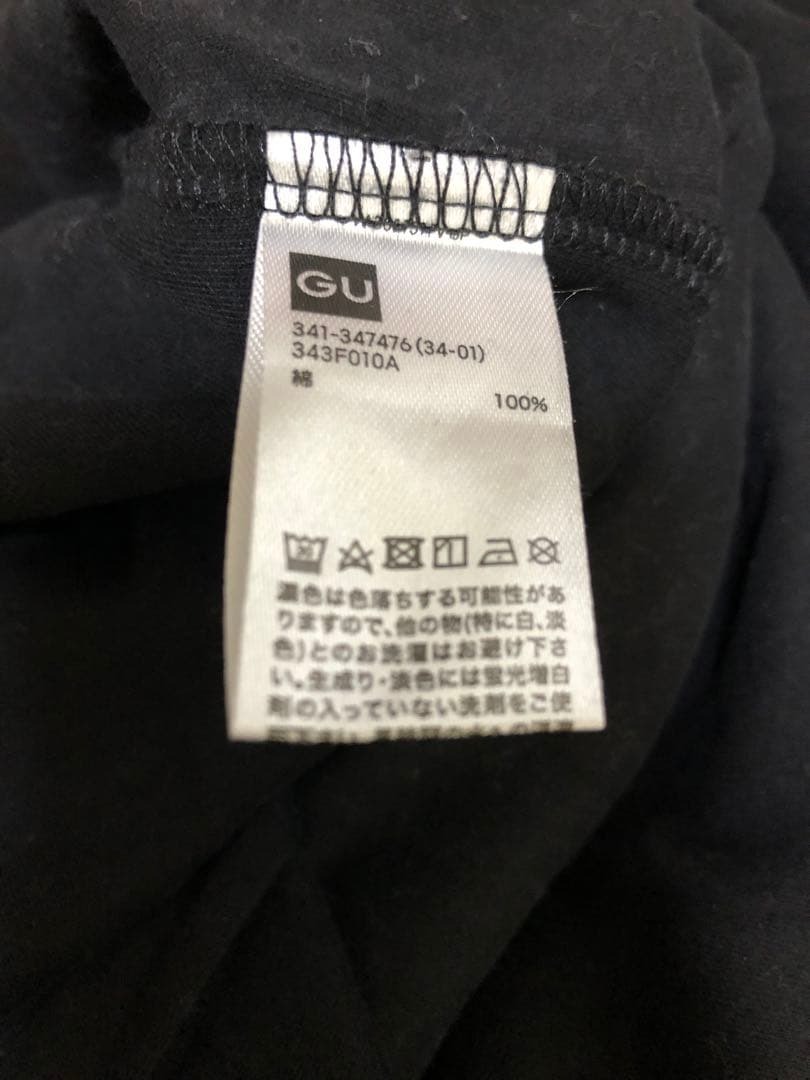 GU
341-347476(34-01)
343F010A
綿
100%
濃色は色落ちする可能性があ
りますので、他の物(特に白、淡
色)とのお洗濯はお避け下さ
い。生成り・淡色には蛍光増白
剤の入っていない洗剤をご使